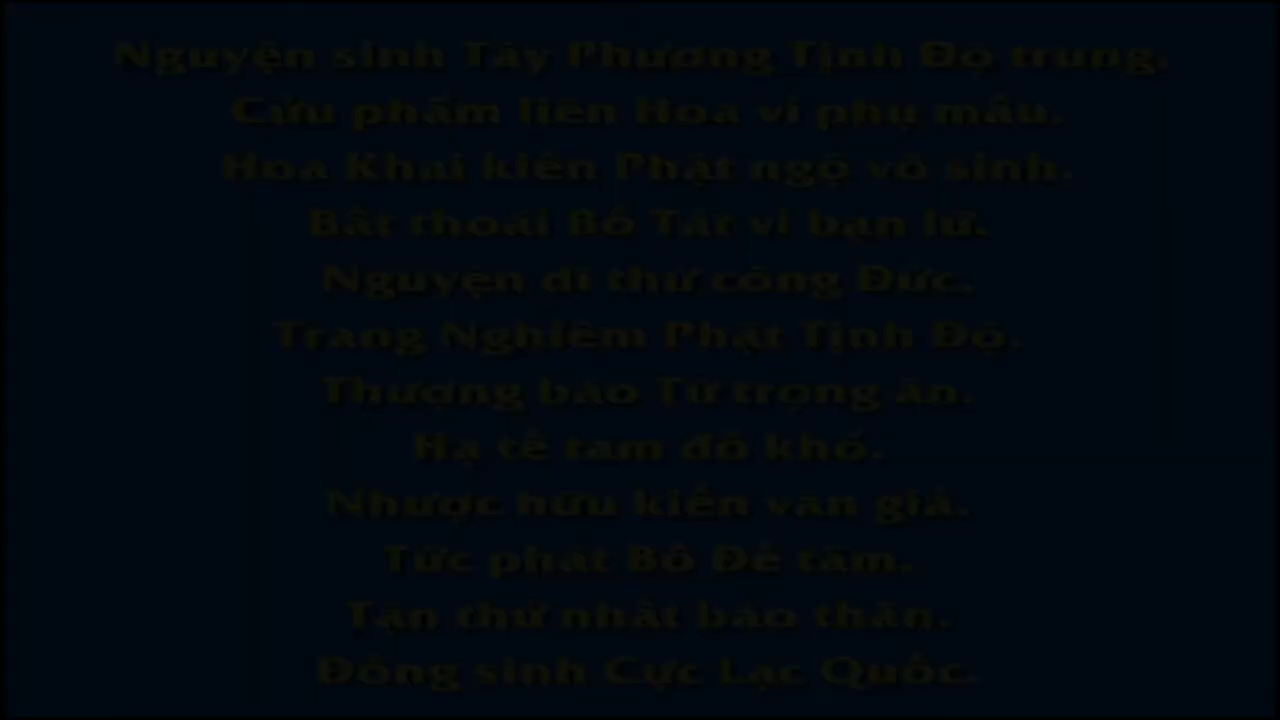 Nguyện sinh Tây Phương Tịnh Độ trung.
Cửu phẩm liên Hoa vi phụ mẫu.
Hoa Khai kiến Phật ngộ vô sinh.
Bất thoái Bồ Tát vi bạn lữ.
Nguyện dĩ thử công Đức.
Trang Nghiêm Phật Tịnh Độ.
Thượng báo Tứ trọng ân.
Hạ tế tam đồ khổ.
Nhược hữu kiến văn giả.
Tức phát Bồ Đề tâm.
Tận thử nhất báo thân.
Đồng sinh Cực Lạc Quốc.